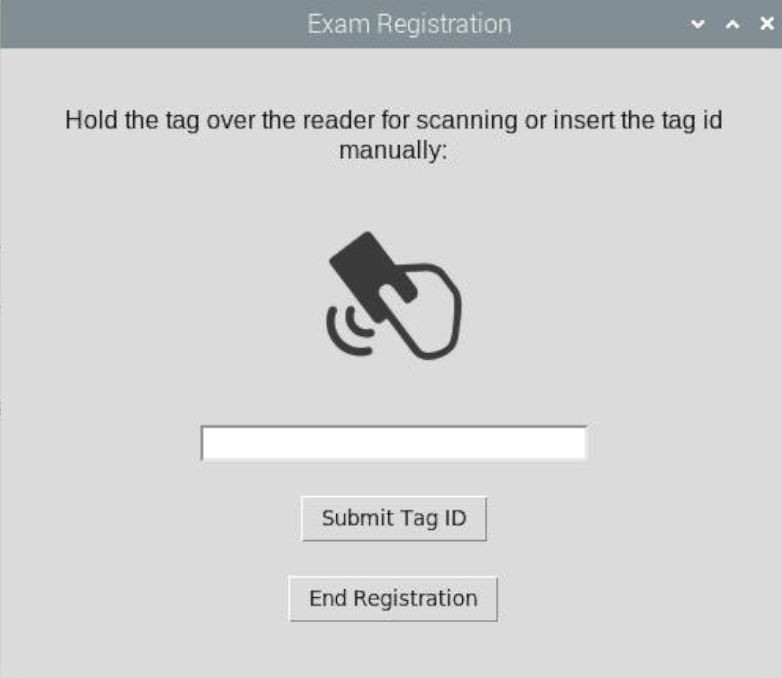 Exam Registration
Hold the tag over the reader for scanning or insert the tag id
manually:
Submit Tag ID
End Registration